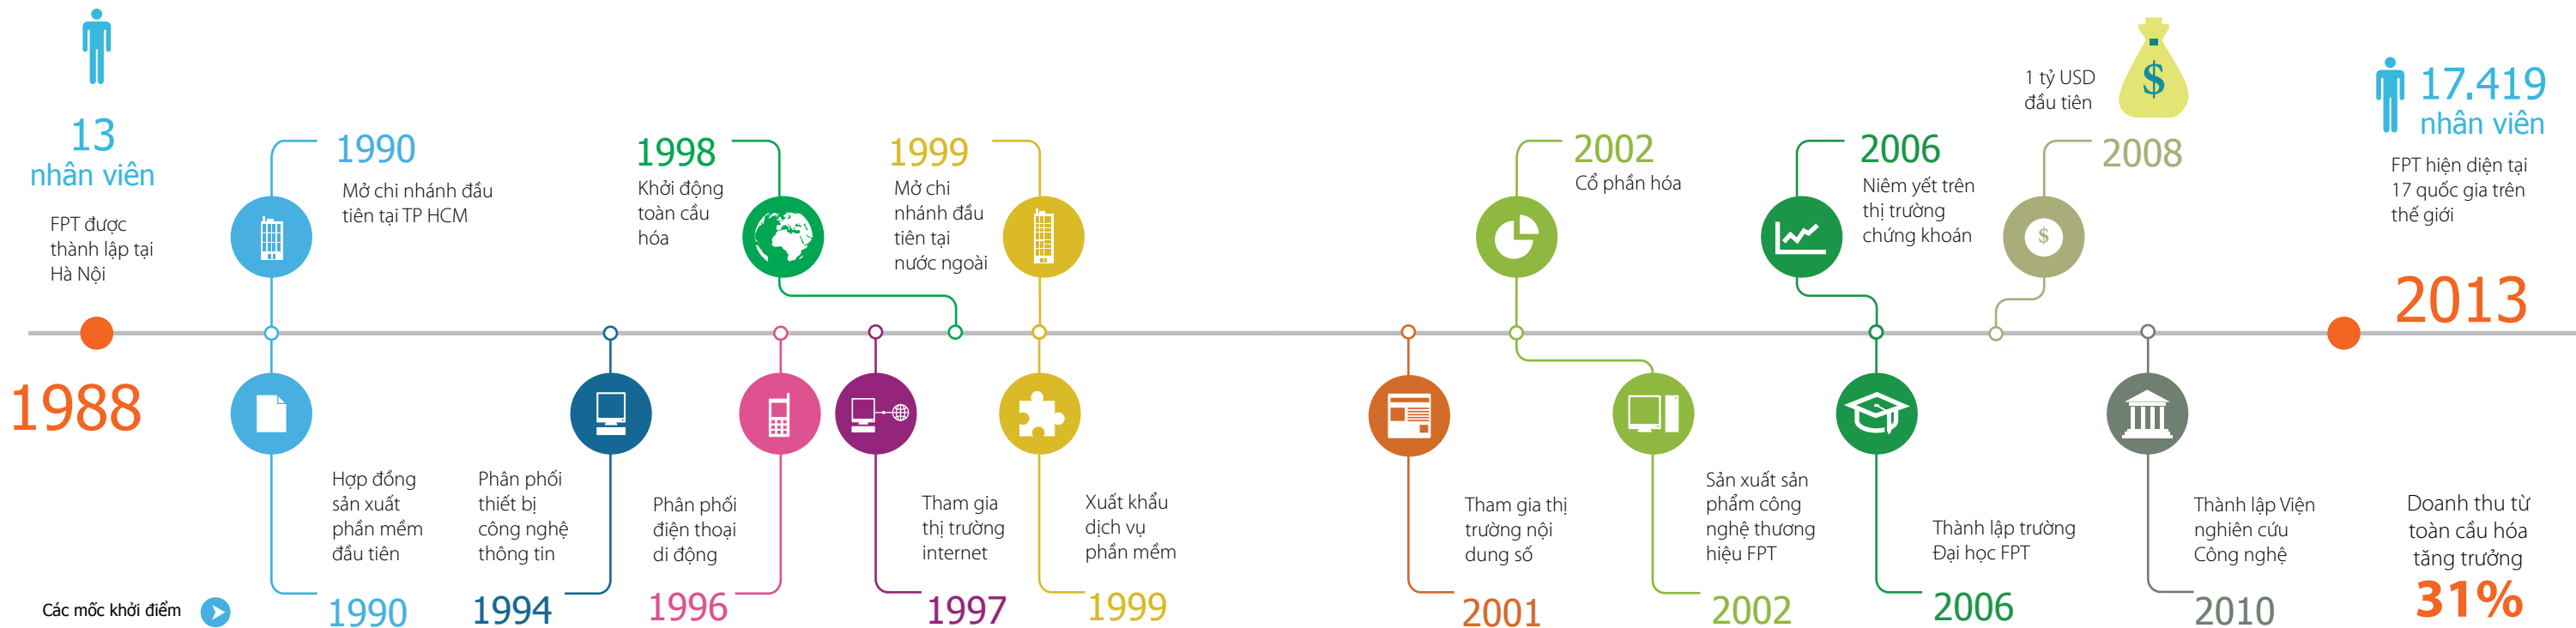 13
nhân viên
FPT được
thành lập tại
Hà Nội
1988
1990
Mở chi nhánh đầu
tiên tại TP HCM
1998
Khởi động
toàn cầu
hóa
1999
Mở chi
nhánh đầu
tiên tại
nước ngoài
2002
Cổ phần hóa
2006
Niêm yết trên
thị trường
chứng khoán
1 tỷ USD
đầu tiên
$
2008
$
17.419
nhân viên
FPT hiện diện tại
17 quốc gia trên
thế giới
2013
Các mốc khởi điểm
Hợp đồng
sản xuất
phần mềm
đầu tiên
1990
Phân phối
thiết bị
công nghệ
thông tin
1994
Phân phối
điện thoại
di động
1996
Tham gia
thị trường
internet
1997
Xuất khẩu
dịch vụ
phần mềm
1999
Tham gia thị
trường nội
dung số
2001
Sản xuất sản
phẩm công
nghệ thương
hiệu FPT
2002
Thành lập trường
Đại học FPT
2006
Thành lập Viện
nghiên cứu
Công nghệ
2010
Doanh thu từ
toàn cầu hóa
tăng trưởng
31%